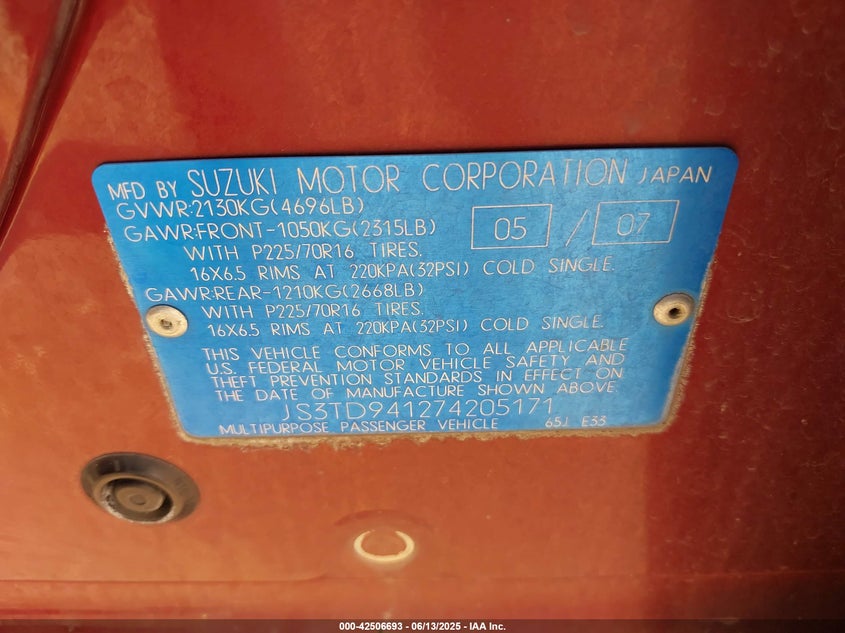 MFD BY SUZUKI MOTOR CORPORATION JAPAN
GVWR:2130KG(4696LB)
GAWR:FRONT-1050KG(2315LB) 05 / 07
WITH P225/70R16 TIRES.
16X6.5 RIMS AT 220KPA(32PSI) COLD SINGLE.
GAWR:REAR-1210KG(2668LB)
WITH P225/70R16 TIRES.
16X6.5 RIMS AT 220KPA(32PSI) COLD SINGLE.
THIS VEHICLE CONFORMS TO ALL APPLICABLE
U.S. FEDERAL MOTOR VEHICLE SAFETY AND
THEFT PREVENTION STANDARDS IN EFFECT ON
THE DATE OF MANUFACTURE SHOWN ABOVE.
JS3TD941274205171
MULTIPURPOSE PASSENGER VEHICLE 65J E33
000-42506693 - 06/13/2025 - IAA Inc.